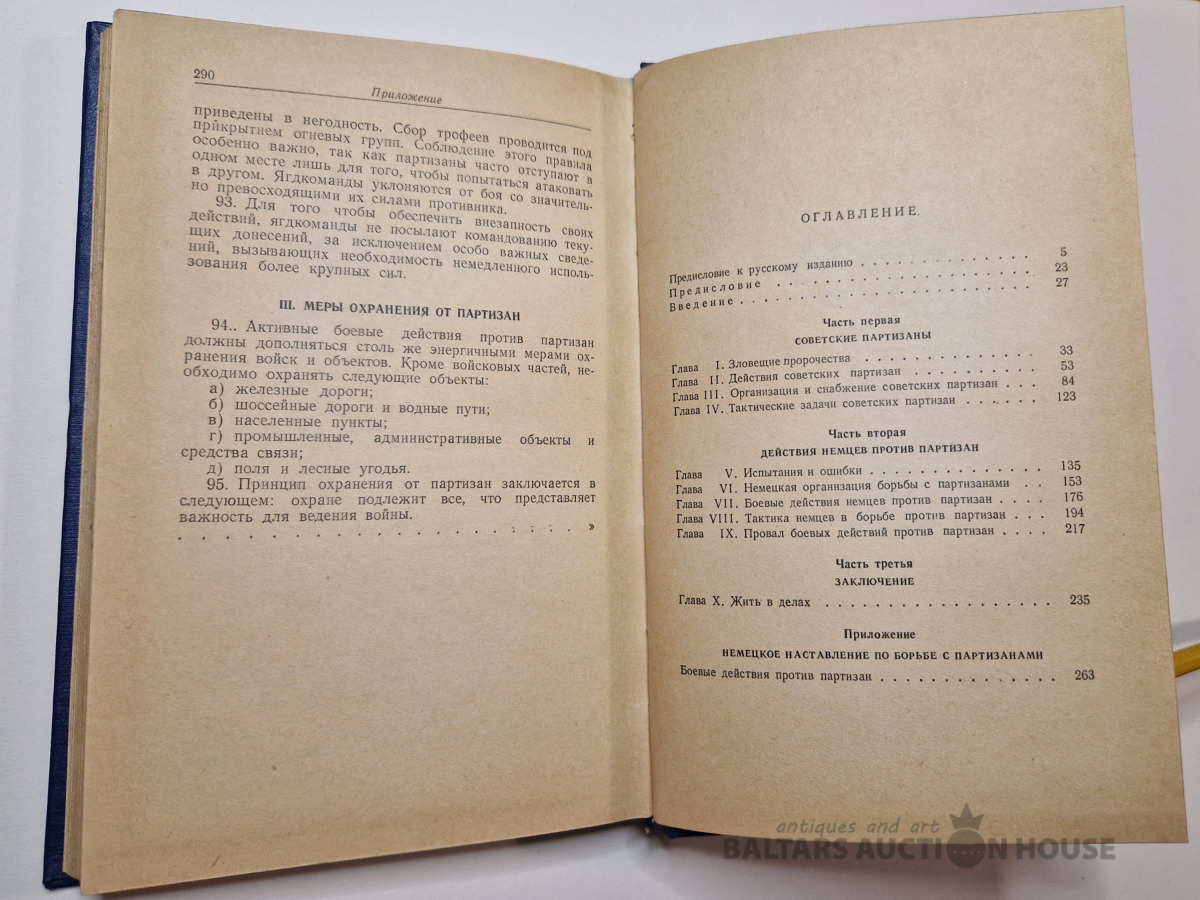 290
Приложение
приведены в негодность. Сбор трофеев проводится под
прикрытием огневых групп. Соблюдение этого правила
особенно важно, так как партизаны часто отступают в
одном месте лишь для того, чтобы попытаться атаковать
в другом. Ягдкоманды уклоняются от боя со значитель-
но превосходящими их силами противника.
93. Для того чтобы обеспечить внезапность своих
действий, ягдкоманды не посылают командованию теку-
щих донесений, за исключением особо важных сведе-
ний, вызывающих необходимость немедленного исполь-
зования более крупных сил.
III. МЕРЫ ОХРАНЕНИЯ ОТ ПАРТИЗАН
94.. Активные боевые действия против партизан
должны дополняться столь же энергичными мерами ох-
ранения войск и объектов. Кроме войсковых частей, не-
обходимо охранять следующие объекты:
а) железные дороги;
б) шоссейные дороги и водные пути;
в) населенные пункты;
г) промышленные, административные объекты и
средства связи;
д) поля и лесные угодья.
95. Принцип охранения от партизан заключается в
следующем: охране подлежит все, что представляет
важность для ведения войны.
. . . . . . . . . . . . . . . . . . »
ОГЛАВЛЕНИЕ.
Предисловие к русскому изданию . . . . . . . . . . . . 5
Предисловие . . . . . . . . . . . . . . . . . . 23
Введение . . . . . . . . . . . . . . . . . . . . 27
Часть первая
СОВЕТСКИЕ ПАРТИЗАНЫ
Глава I. Зловещие пророчества . . . . . . . . . . . . 33
Глава II. Действия советских партизан . . . . . . . . . 53
Глава III. Организация и снабжение советских партизан . . . 84
Глава IV. Тактические задачи советских партизан . . . . . . 123
Часть вторая
ДЕЙСТВИЯ НЕМЦЕВ ПРОТИВ ПАРТИЗАН
Глава V. Испытания и ошибки . . . . . . . . . . . . 135
Глава VI. Немецкая организация борьбы с партизанами . . 153
Глава VII. Боевые действия немцев против партизан . . . . 176
Глава VIII. Тактика немцев в борьбе против партизан . . . 194
Глава IX. Провал боевых действий против партизан . . . . 217
Часть третья
ЗАКЛЮЧЕНИЕ
Глава X. Жить в делах . . . . . . . . . . . . . . . . 235
Приложение
НЕМЕЦКОЕ НАСТАВЛЕНИЕ ПО БОРЬБЕ С ПАРТИЗАНАМИ
Боевые действия против партизан . . . . . . . . . . . . . 263
antiques and art
BALTARS AUCTION HOUSE